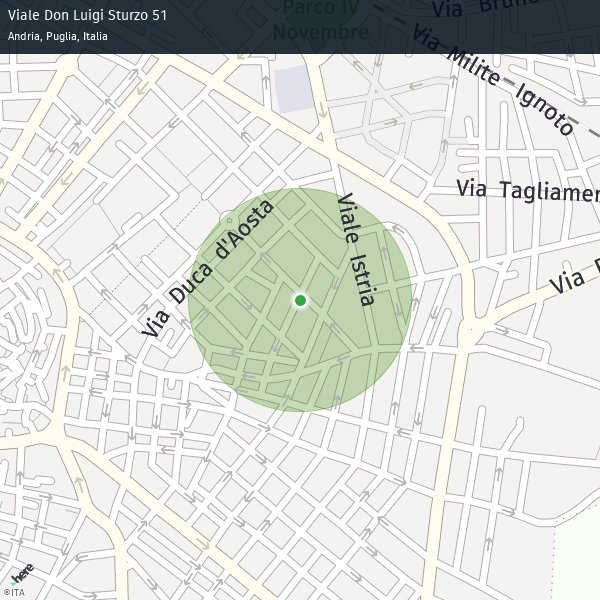 Viale Don Luigi Sturzo 51
Andria, Puglia, Italia
Parco IV
Novembre
Via Brune
Via Milite Ignoto
Via Tagliamen
Viale Istria
Via Duca d'Aosta
Via
here
©ITA